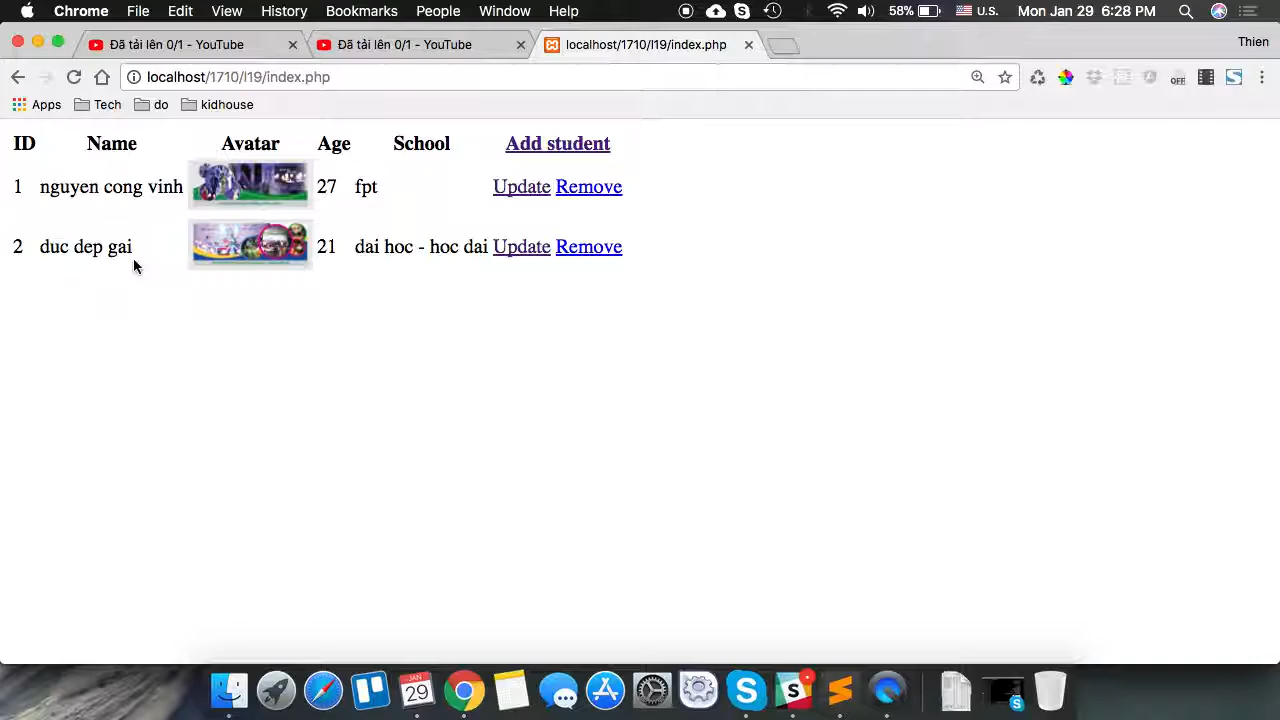 Chrome File Edit View History Bookmarks People Window Help 58% U.S. Mon Jan 29 6:28 PM
Đã tải lên 0/1 - YouTube Đã tải lên 0/1 - YouTube localhost/1710/l19/index.php Thien
localhost/1710/l19/index.php OFF
Apps Tech do kidhouse
ID Name Avatar Age School Add student
1 nguyen cong vinh 27 fpt Update Remove
2 duc dep gai 21 dai hoc - hoc dai Update Remove
JAN
29